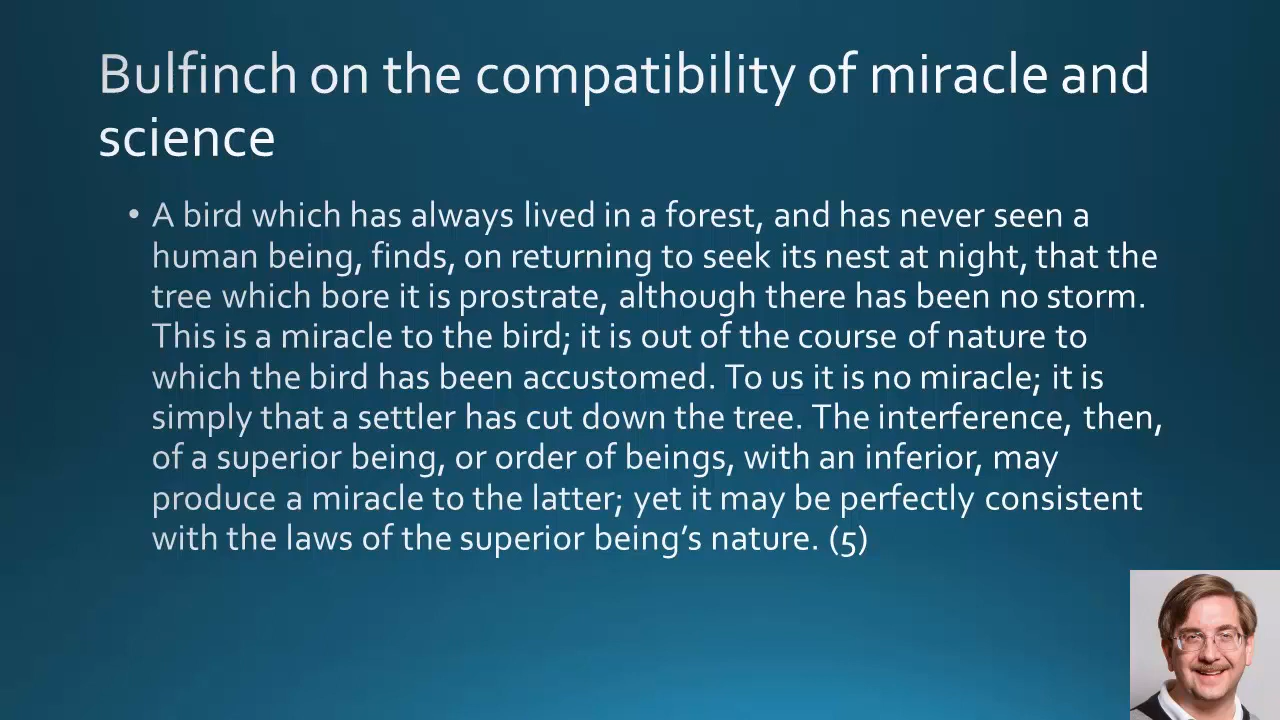 Bulfinch on the compatibility of miracle and
science
• A bird which has always lived in a forest, and has never seen a
human being, finds, on returning to seek its nest at night, that the
tree which bore it is prostrate, although there has been no storm.
This is a miracle to the bird; it is out of the course of nature to
which the bird has been accustomed. To us it is no miracle; it is
simply that a settler has cut down the tree. The interference, then,
of a superior being, or order of beings, with an inferior, may
produce a miracle to the latter; yet it may be perfectly consistent
with the laws of the superior being’s nature. (5)